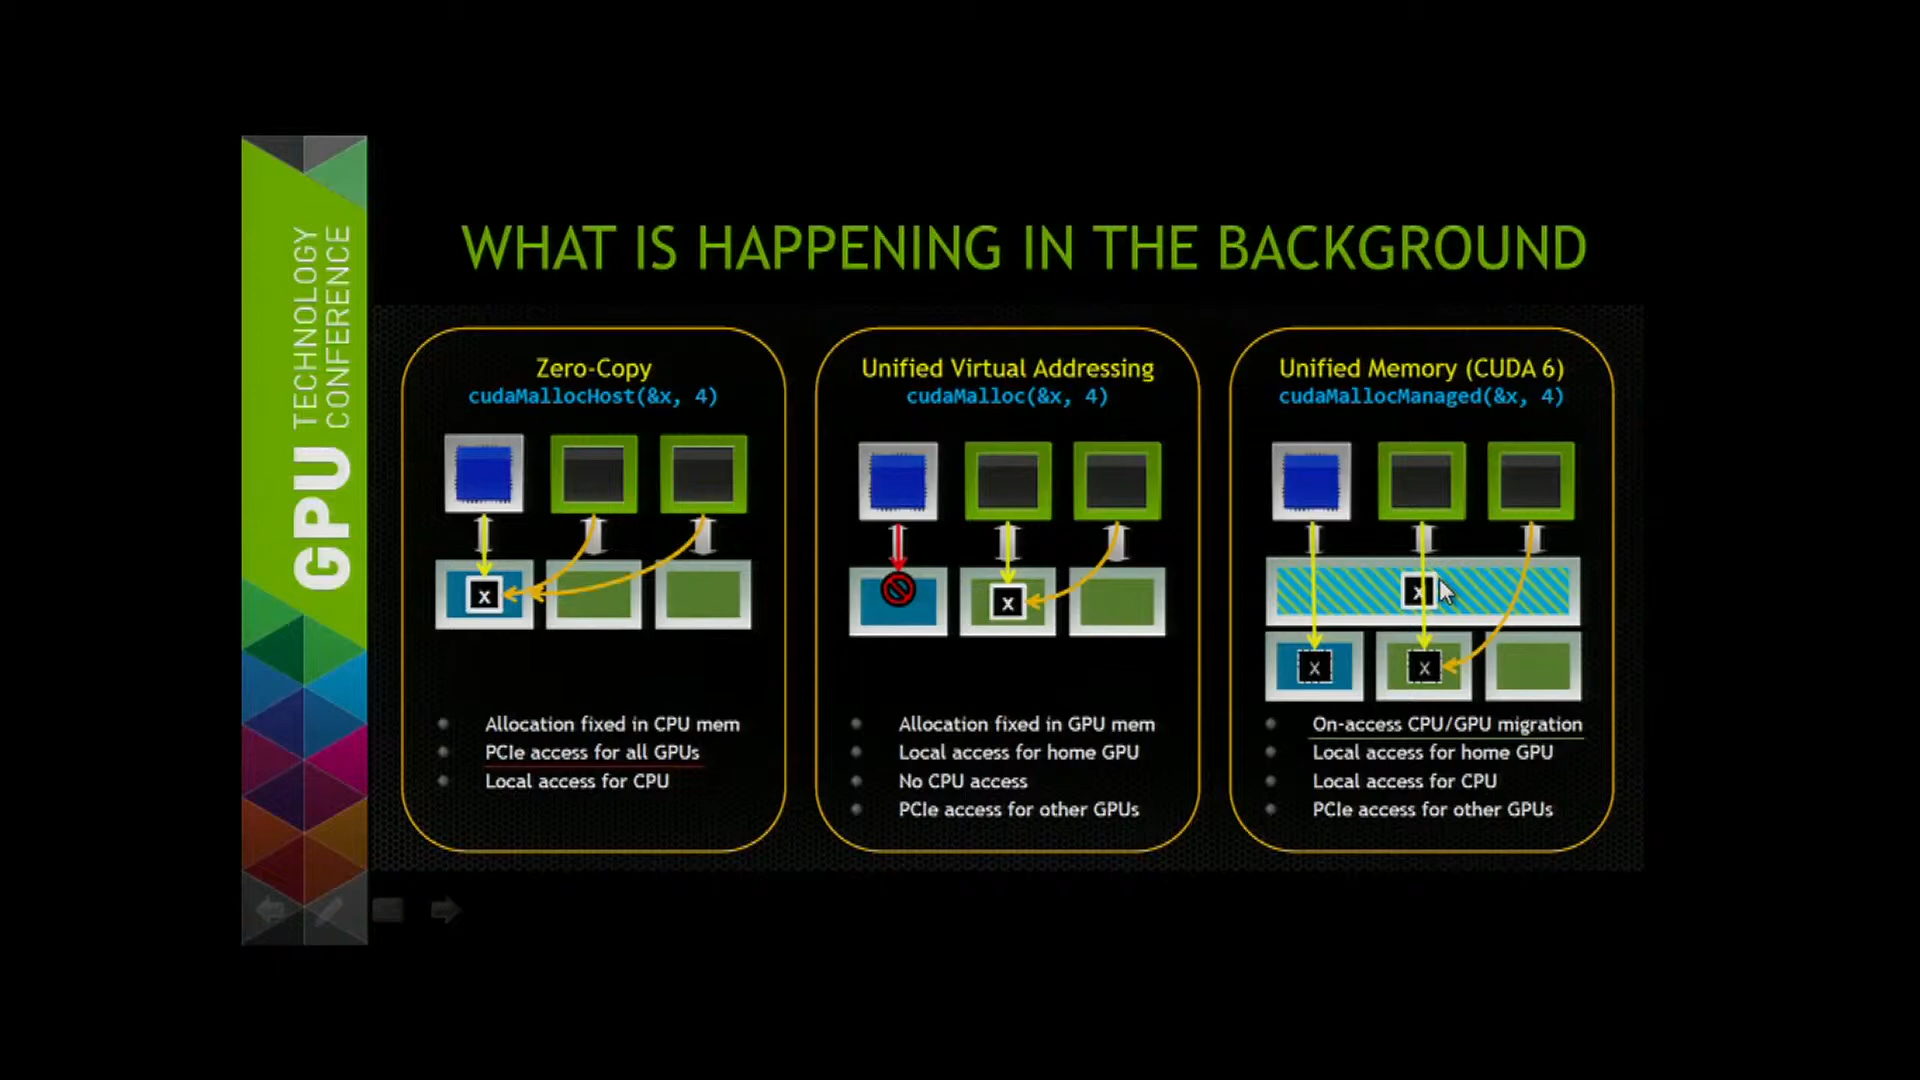 GPU TECHNOLOGY
CONFERENCE
WHAT IS HAPPENING IN THE BACKGROUND
Zero-Copy
cudaMallocHost(&x, 4)
x
Allocation fixed in CPU mem
PCIe access for all GPUs
Local access for CPU
Unified Virtual Addressing
cudaMalloc(&x, 4)
x
Allocation fixed in GPU mem
Local access for home GPU
No CPU access
PCIe access for other GPUs
Unified Memory (CUDA 6)
cudaMallocManaged(&x, 4)
x
x
x
On-access CPU/GPU migration
Local access for home GPU
Local access for CPU
PCIe access for other GPUs